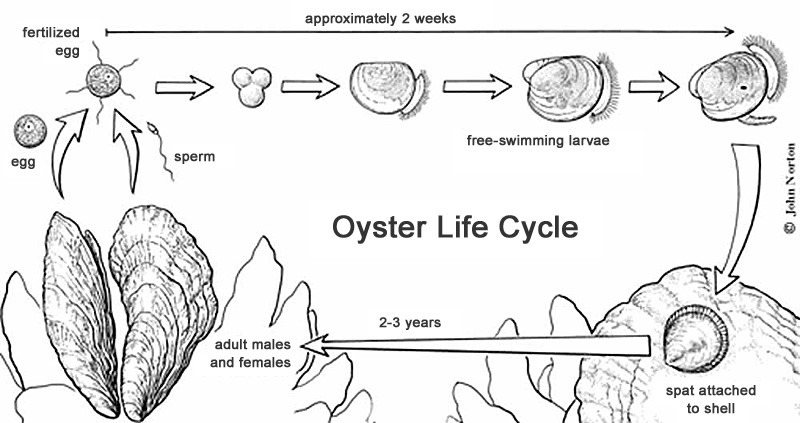 approximately 2 weeks
fertilized
egg
egg
sperm
free-swimming larvae
© John Norton
Oyster Life Cycle
2-3 years
adult males
and females
spat attached
to shell